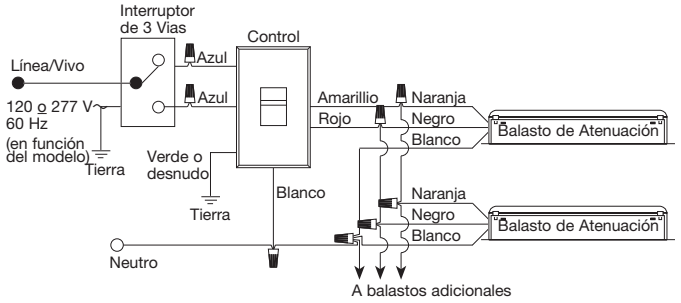 Interruptor
de 3 Vias
Control
Línea/Vivo
Azul
Azul
120 o 277 V
60 Hz
(en función
del modelo)
Tierra
Verde o
desnudo
Tierra
Blanco
Neutro
Amarillio
Rojo
Naranja
Negro
Blanco
Balasto de Atenuación
Naranja
Negro
Blanco
Balasto de Atenuación
A balastos adicionales